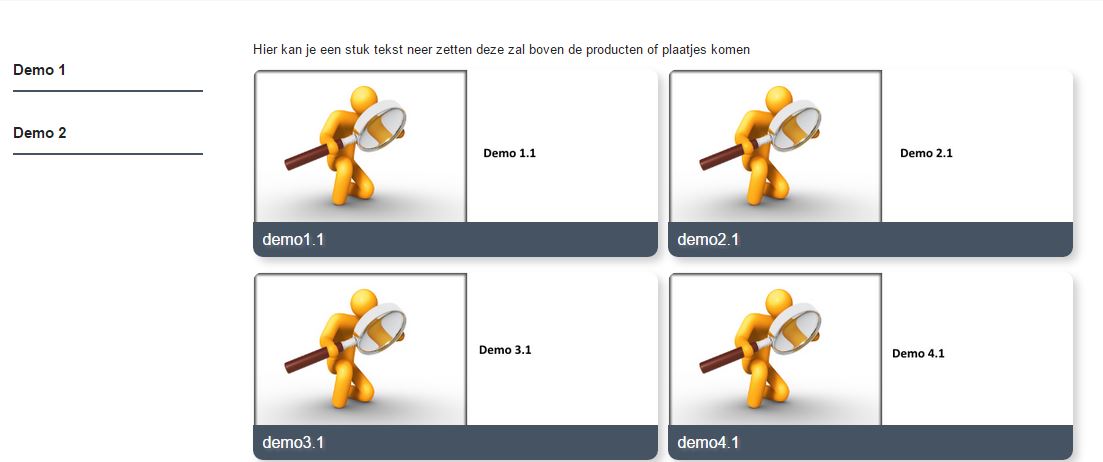 Demo 1
Demo 2
Hier kan je een stuk tekst neer zetten deze zal boven de producten of plaatjes komen
Demo 1.1
demo1.1
Demo 2.1
demo2.1
Demo 3.1
demo3.1
Demo 4.1
demo4.1